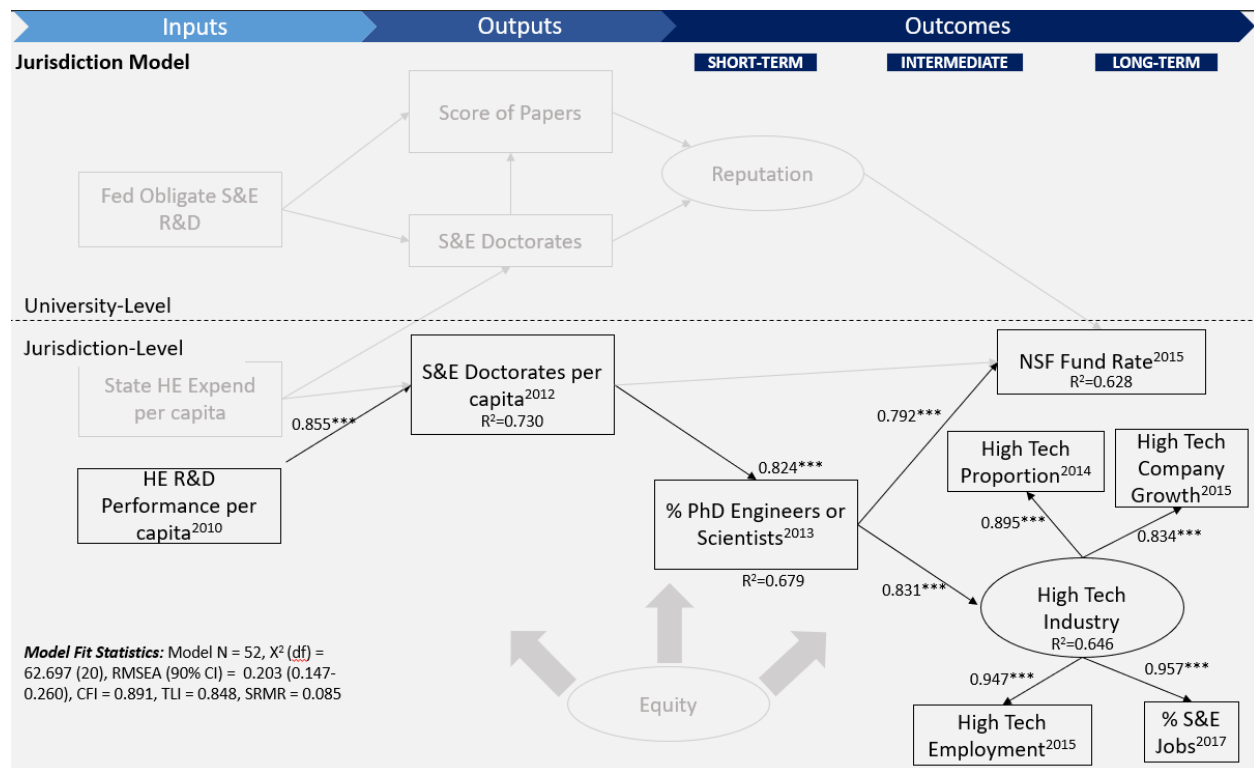 Inputs
Outputs
Outcomes
Jurisdiction Model
SHORT-TERM
INTERMEDIATE
LONG-TERM
Score of Papers
Reputation
Fed Obligate S&E
R&D
S&E Doctorates
University-Level
Jurisdiction-Level
State HE Expend
per capita
S&E Doctorates per
capita²⁰¹²
R²=0.730
NSF Fund Rate²⁰¹⁵
R²=0.628
0.855***
0.792***
HE R&D
Performance per
capita²⁰¹⁰
0.824***
% PhD Engineers or
Scientists²⁰¹³
R²=0.679
High Tech
Proportion²⁰¹⁴
High Tech
Company
Growth²⁰¹⁵
0.895***
0.834***
0.831***
High Tech
Industry
R²=0.646
Model Fit Statistics: Model N = 52, X² (df) =
62.697 (20), RMSEA (90% CI) = 0.203 (0.147-
0.260), CFI = 0.891, TLI = 0.848, SRMR = 0.085
Equity
0.947***
0.957***
High Tech
Employment²⁰¹⁵
% S&E
Jobs²⁰¹⁷